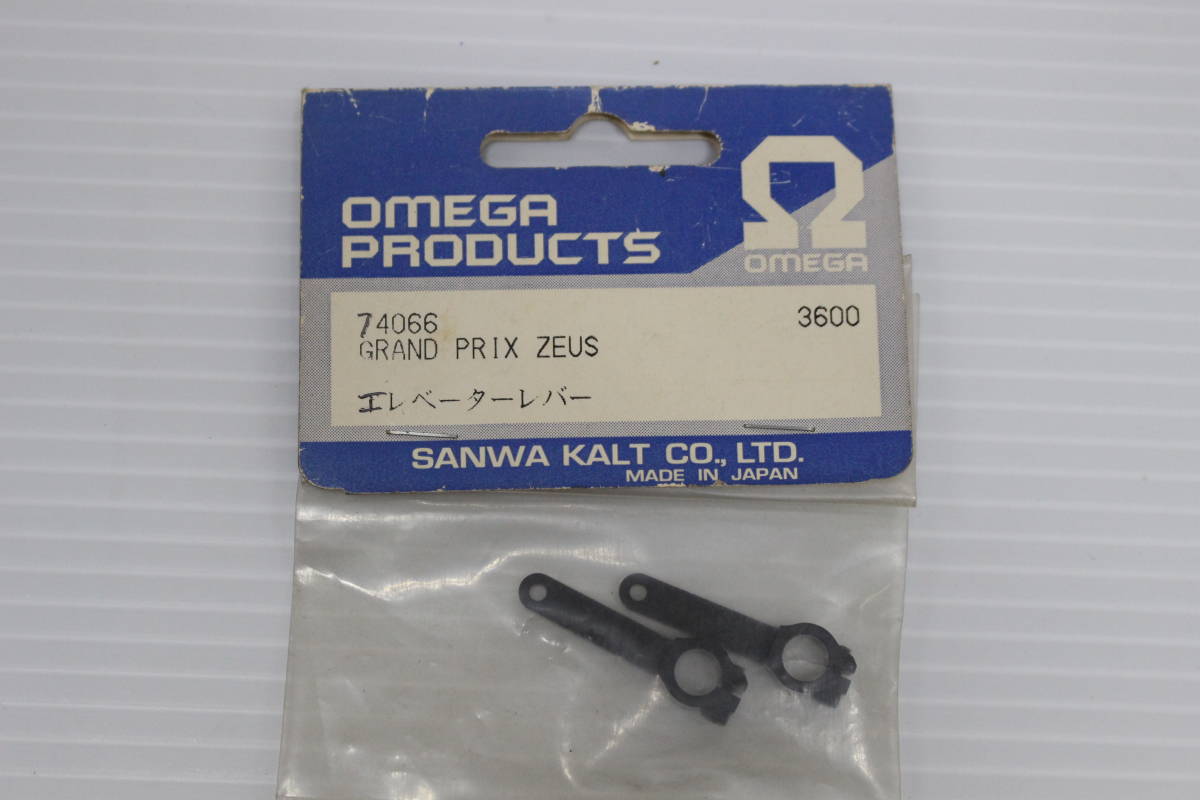 OMEGA
PRODUCTS
OMEGA
74066 3600
GRAND PRIX ZEUS
エレベーターレバー
SANWA KALT CO., LTD.
MADE IN JAPAN